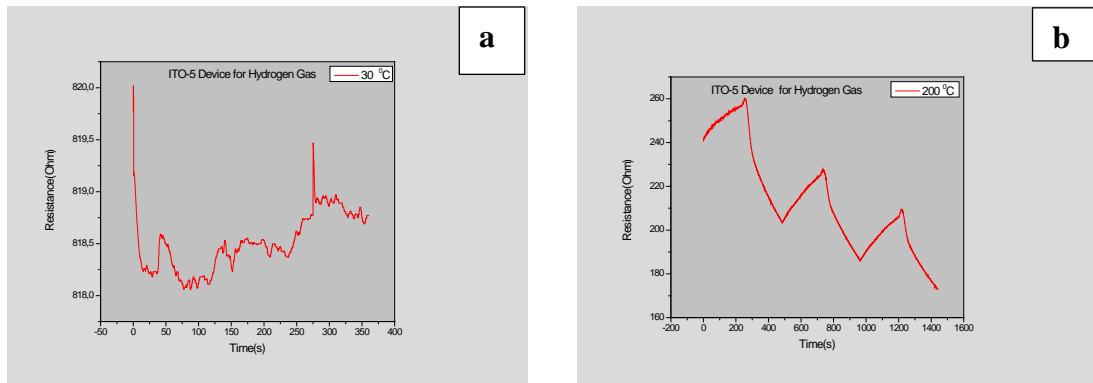 a
ITO-5 Device for Hydrogen Gas
30 ⁰C
820,0
819,5
819,0
818,5
818,0
Resistance(Ohm)
-50 0 50 100 150 200 250 300 350 400
Time(s)
b
ITO-5 Device for Hydrogen Gas
200 ⁰C
260
240
220
200
180
160
Resistance(Ohm)
-200 0 200 400 600 800 1000 1200 1400 1600
Time(s)